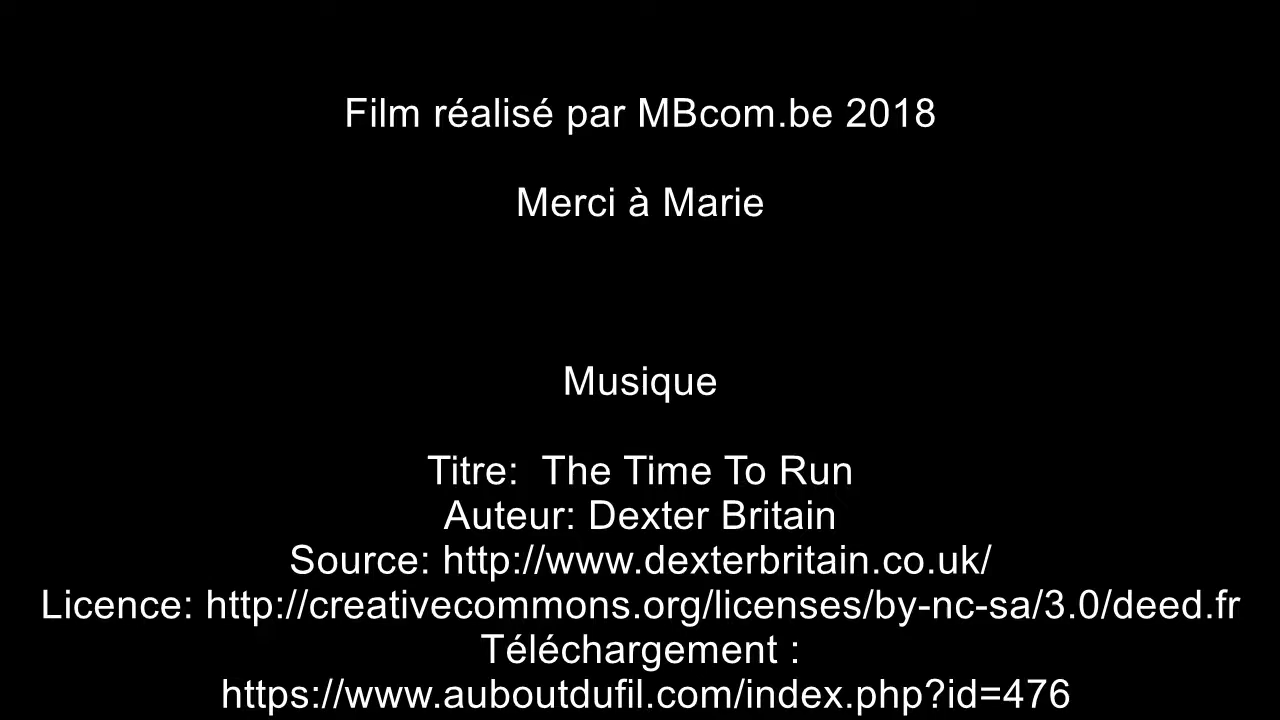 Film réalisé par MBcom.be 2018
Merci à Marie
Musique
Titre:  The Time To Run
Auteur: Dexter Britain
Source: http://www.dexterbritain.co.uk/
Licence: http://creativecommons.org/licenses/by-nc-sa/3.0/deed.fr
Téléchargement :
https://www.auboutdufil.com/index.php?id=476